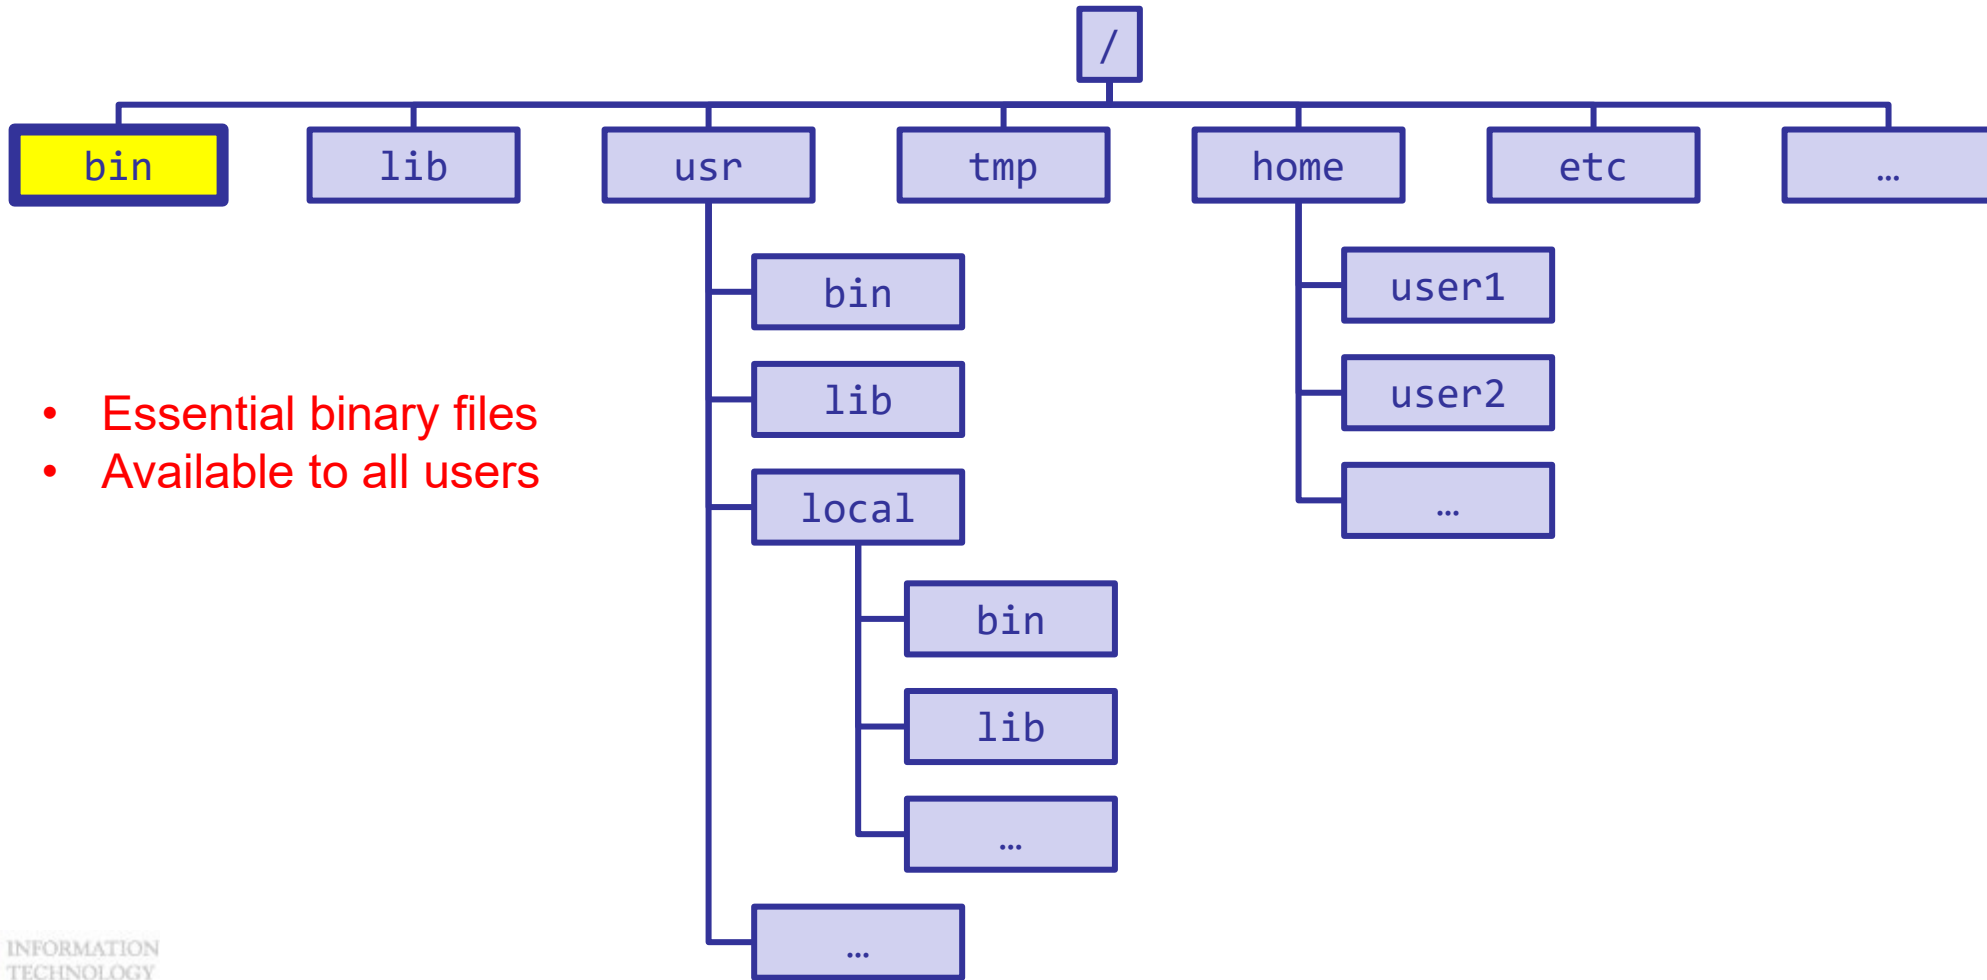 /
bin
lib
usr
tmp
home
etc
…
bin
user1
lib
user2
• Essential binary files
• Available to all users
local
…
bin
lib
…
…
INFORMATION
TECHNOLOGY